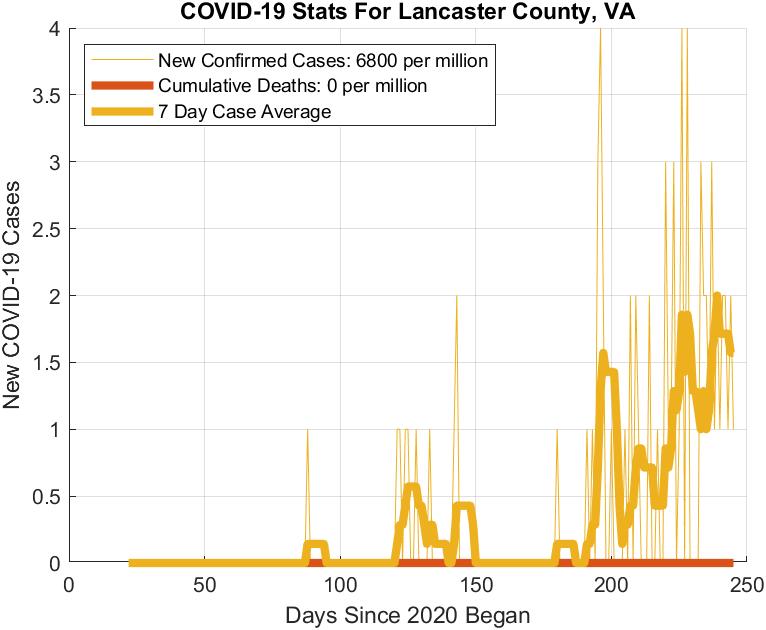 COVID-19 Stats For Lancaster County, VA
4
3.5
3
2.5
2
1.5
1
0.5
0
New COVID-19 Cases
New Confirmed Cases: 6800 per million
Cumulative Deaths: 0 per million
7 Day Case Average
0 50 100 150 200 250
Days Since 2020 Began